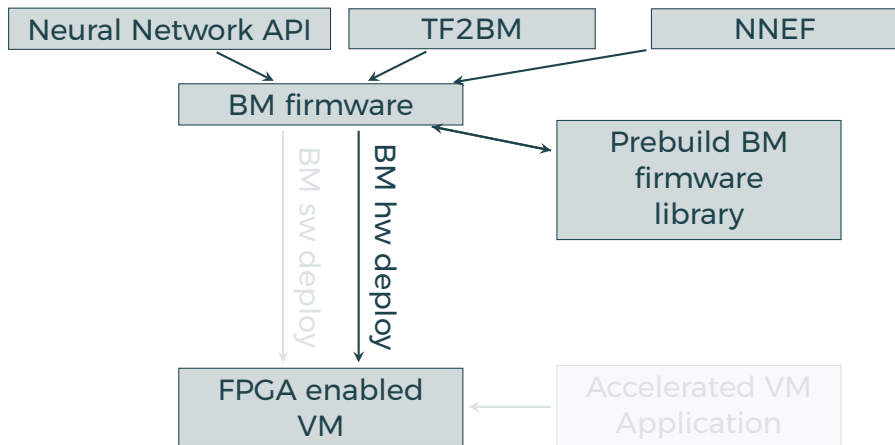 Neural Network API
TF2BM
NNEF
BM firmware
Prebuild BM
firmware
library
BM sw deploy
BM hw deploy
FPGA enabled
VM
Accelerated VM
Application